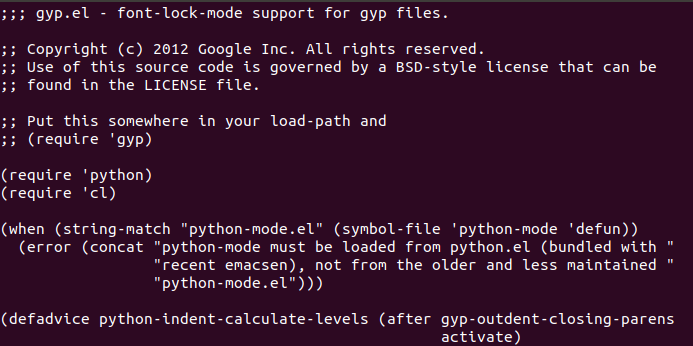 ;;; gyp.el - font-lock-mode support for gyp files.

;; Copyright (c) 2012 Google Inc. All rights reserved.
;; Use of this source code is governed by a BSD-style license that can be
;; found in the LICENSE file.

;; Put this somewhere in your load-path and
;; (require 'gyp)

(require 'python)
(require 'cl)

(when (string-match "python-mode.el" (symbol-file 'python-mode 'defun))
  (error (concat "python-mode must be loaded from python.el (bundled with "
                 "recent emacsen), not from the older and less maintained "
                 "python-mode.el")))

(defadvice python-indent-calculate-levels (after gyp-outdent-closing-parens
                                                 activate)